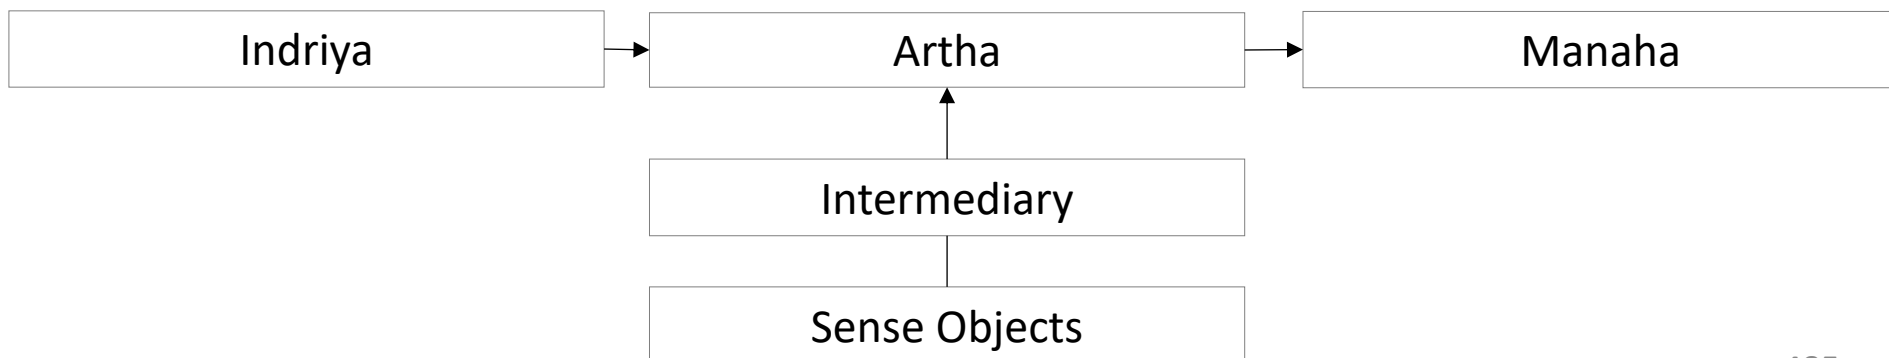 Indriya
Artha
Manaha
Intermediary
Sense Objects